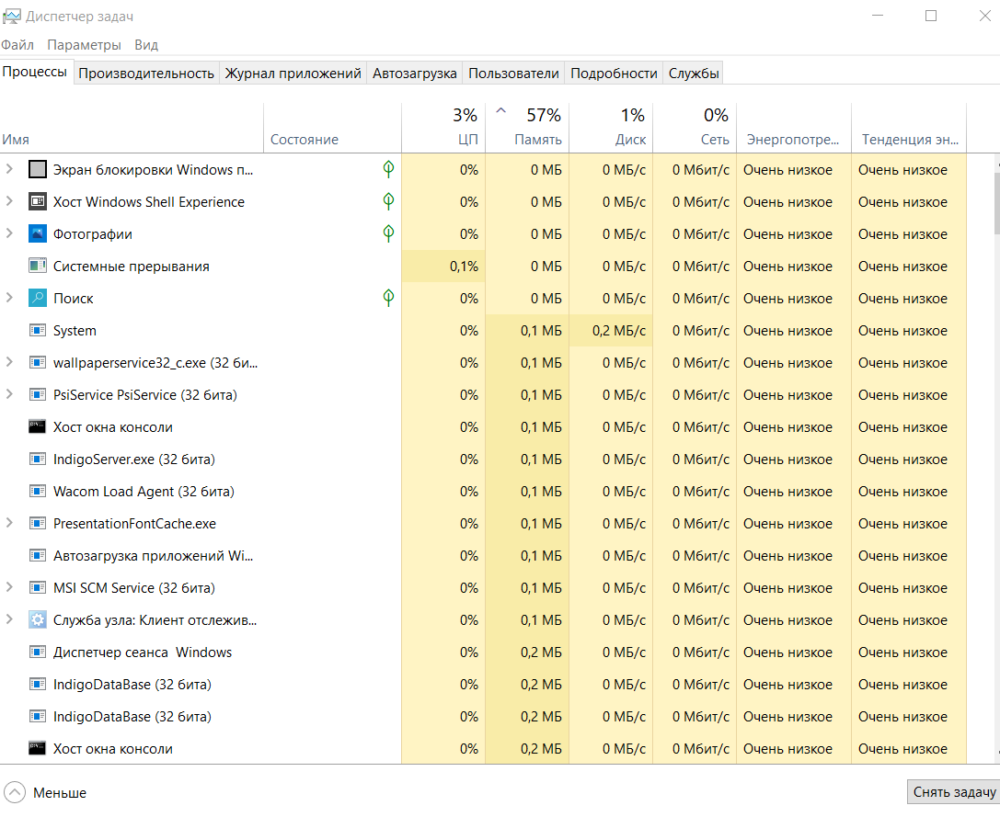 Диспетчер задач
Файл Параметры Вид
Процессы Производительность Журнал приложений Автозагрузка Пользователи Подробности Службы
3% 57% 1% 0%
Имя Состояние ЦП Память Диск Сеть Энергопотре... Тенденция эн...
Экран блокировки Windows п... 0% 0 МБ 0 МБ/с 0 Мбит/с Очень низкое Очень низкое
Хост Windows Shell Experience 0% 0 МБ 0 МБ/с 0 Мбит/с Очень низкое Очень низкое
Фотографии 0% 0 МБ 0 МБ/с 0 Мбит/с Очень низкое Очень низкое
Системные прерывания 0,1% 0 МБ 0 МБ/с 0 Мбит/с Очень низкое Очень низкое
Поиск 0% 0 МБ 0 МБ/с 0 Мбит/с Очень низкое Очень низкое
System 0% 0,1 МБ 0,2 МБ/с 0 Мбит/с Очень низкое Очень низкое
wallpaperservice32_c.exe (32 би... 0% 0,1 МБ 0 МБ/с 0 Мбит/с Очень низкое Очень низкое
PsiService PsiService (32 бита) 0% 0,1 МБ 0 МБ/с 0 Мбит/с Очень низкое Очень низкое
Хост окна консоли 0% 0,1 МБ 0 МБ/с 0 Мбит/с Очень низкое Очень низкое
IndigoServer.exe (32 бита) 0% 0,1 МБ 0 МБ/с 0 Мбит/с Очень низкое Очень низкое
Wacom Load Agent (32 бита) 0% 0,1 МБ 0 МБ/с 0 Мбит/с Очень низкое Очень низкое
PresentationFontCache.exe 0% 0,1 МБ 0 МБ/с 0 Мбит/с Очень низкое Очень низкое
Автозагрузка приложений Wi... 0% 0,1 МБ 0 МБ/с 0 Мбит/с Очень низкое Очень низкое
MSI SCM Service (32 бита) 0% 0,1 МБ 0 МБ/с 0 Мбит/с Очень низкое Очень низкое
Служба узла: Клиент отслежив... 0% 0,1 МБ 0 МБ/с 0 Мбит/с Очень низкое Очень низкое
Диспетчер сеанса  Windows 0% 0,2 МБ 0 МБ/с 0 Мбит/с Очень низкое Очень низкое
IndigoDataBase (32 бита) 0% 0,2 МБ 0 МБ/с 0 Мбит/с Очень низкое Очень низкое
IndigoDataBase (32 бита) 0% 0,2 МБ 0 МБ/с 0 Мбит/с Очень низкое Очень низкое
Хост окна консоли 0% 0,2 МБ 0 МБ/с 0 Мбит/с Очень низкое Очень низкое
Меньше Снять задачу